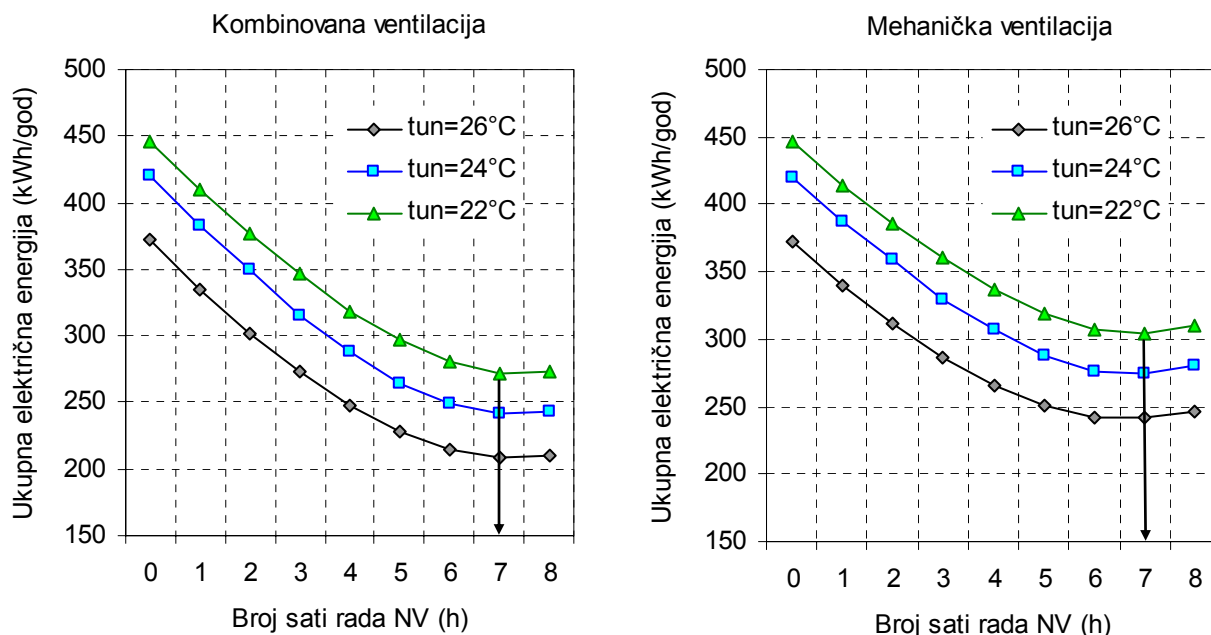 Kombinovana ventilacija
Ukupna električna energija (kWh/god)
500
450
400
350
300
250
200
150
tun=26°C
tun=24°C
tun=22°C
0 1 2 3 4 5 6 7 8
Broj sati rada NV (h)
Mehanička ventilacija
Ukupna električna energija (kWh/god)
500
450
400
350
300
250
200
150
tun=26°C
tun=24°C
tun=22°C
0 1 2 3 4 5 6 7 8
Broj sati rada NV (h)